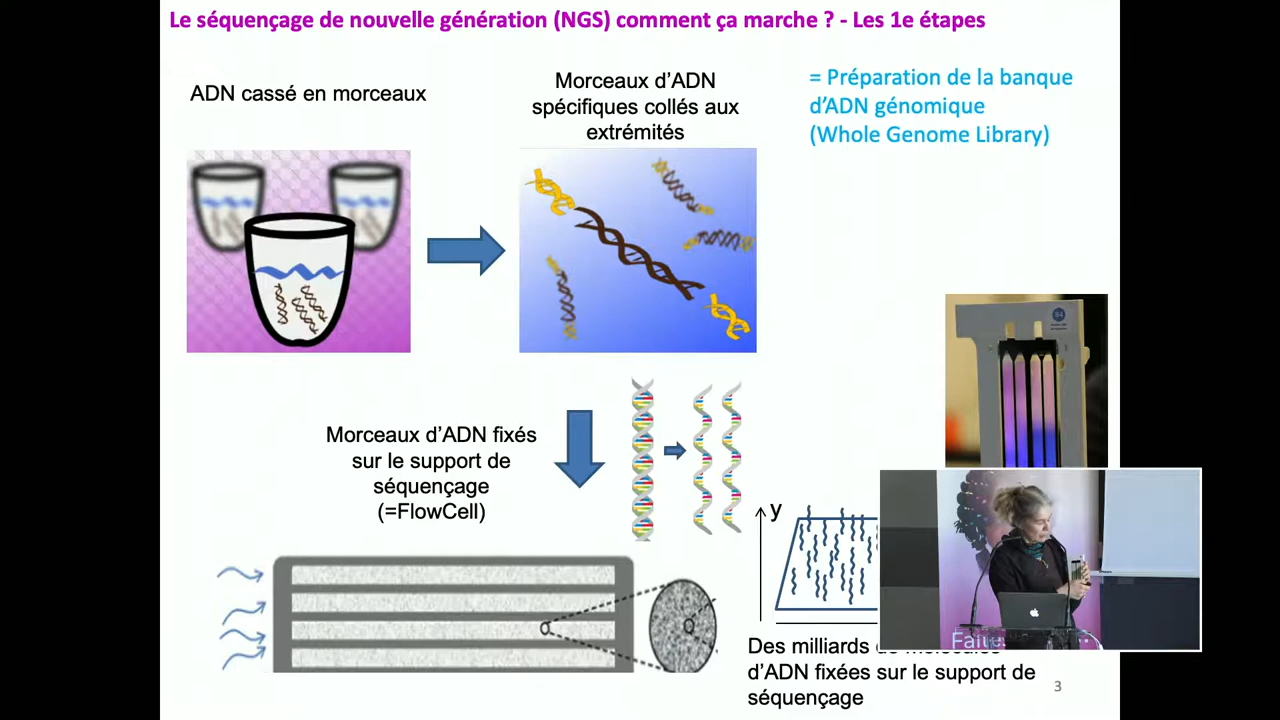 Le séquençage de nouvelle génération (NGS) comment ça marche ? - Les 1e étapes
ADN cassé en morceaux
Morceaux d’ADN
spécifiques collés aux
extrémités
= Préparation de la banque
d’ADN génomique
(Whole Genome Library)
Morceaux d’ADN fixés
sur le support de
séquençage
(=FlowCell)
y
S4
Des milliards de molécules
d’ADN fixées sur le support de
séquençage
3